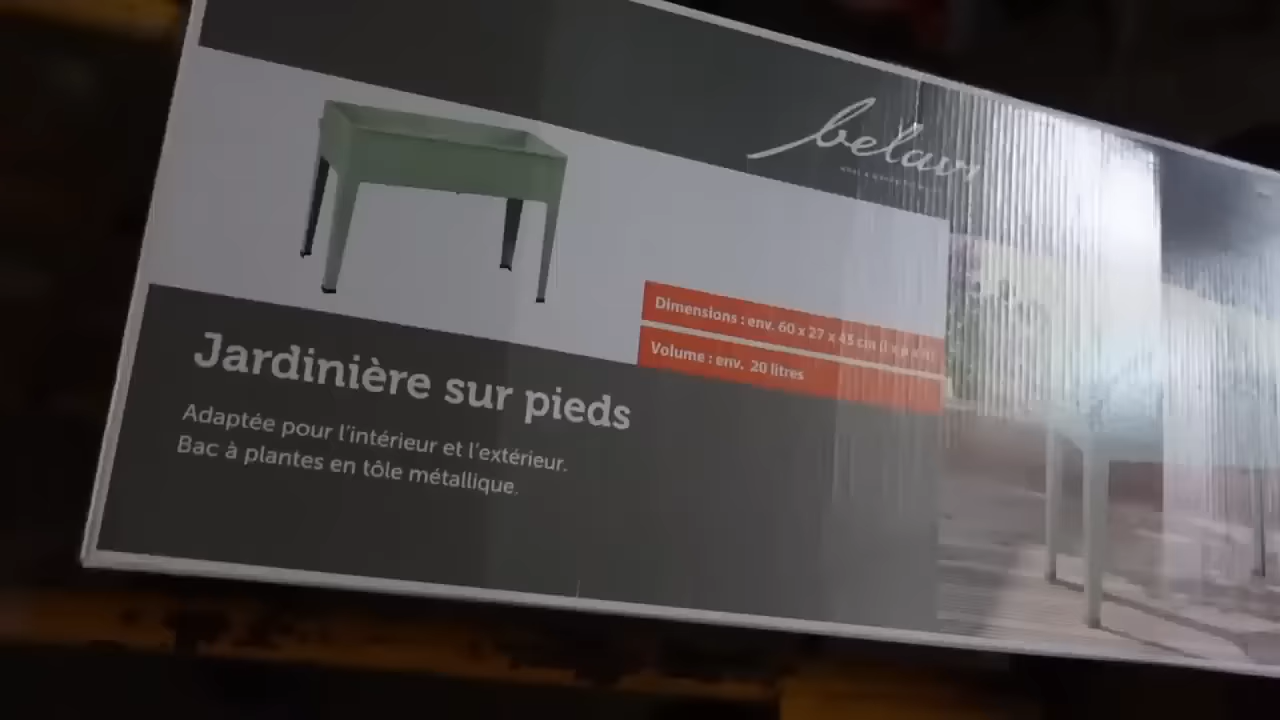 belavi
Dimensions : env. 60 x 27 x 45 cm (l x p x h)
Volume : env. 20 litres
Jardinière sur pieds
Adaptée pour l'intérieur et l'extérieur.
Bac à plantes en tôle métallique.